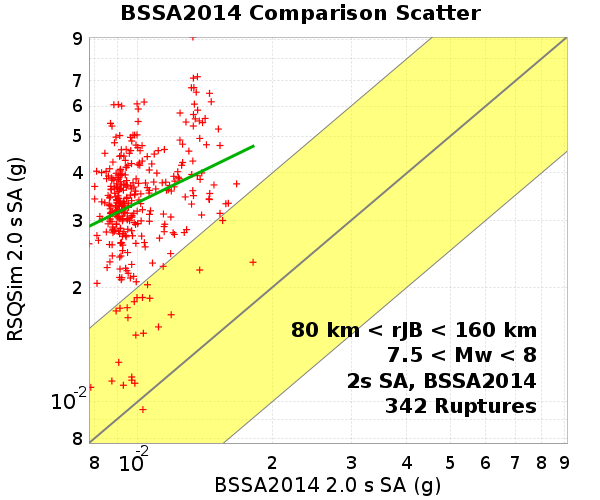 BSSA2014 Comparison Scatter
RSQSim 2.0 s SA (g)
9
7
6
5
4
3
2
10-2
8
80 km < rJB < 160 km
7.5 < Mw < 8
2s SA, BSSA2014
342 Ruptures
8 10-2 2 3 4 5 6 7 8 9
BSSA2014 2.0 s SA (g)